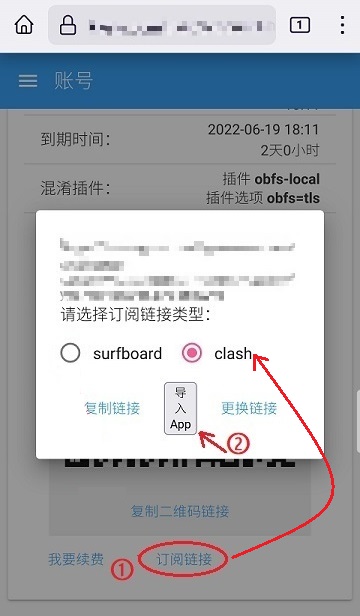 1
账号
到期时间：
2022-06-19 18:11
2天0小时
混淆插件：
插件 obfs-local
插件选项 obfs=tls
请选择订阅链接类型：
surfboard
clash
复制链接
导入App
更换链接
②
复制二维码链接
我要续费
①
订阅链接